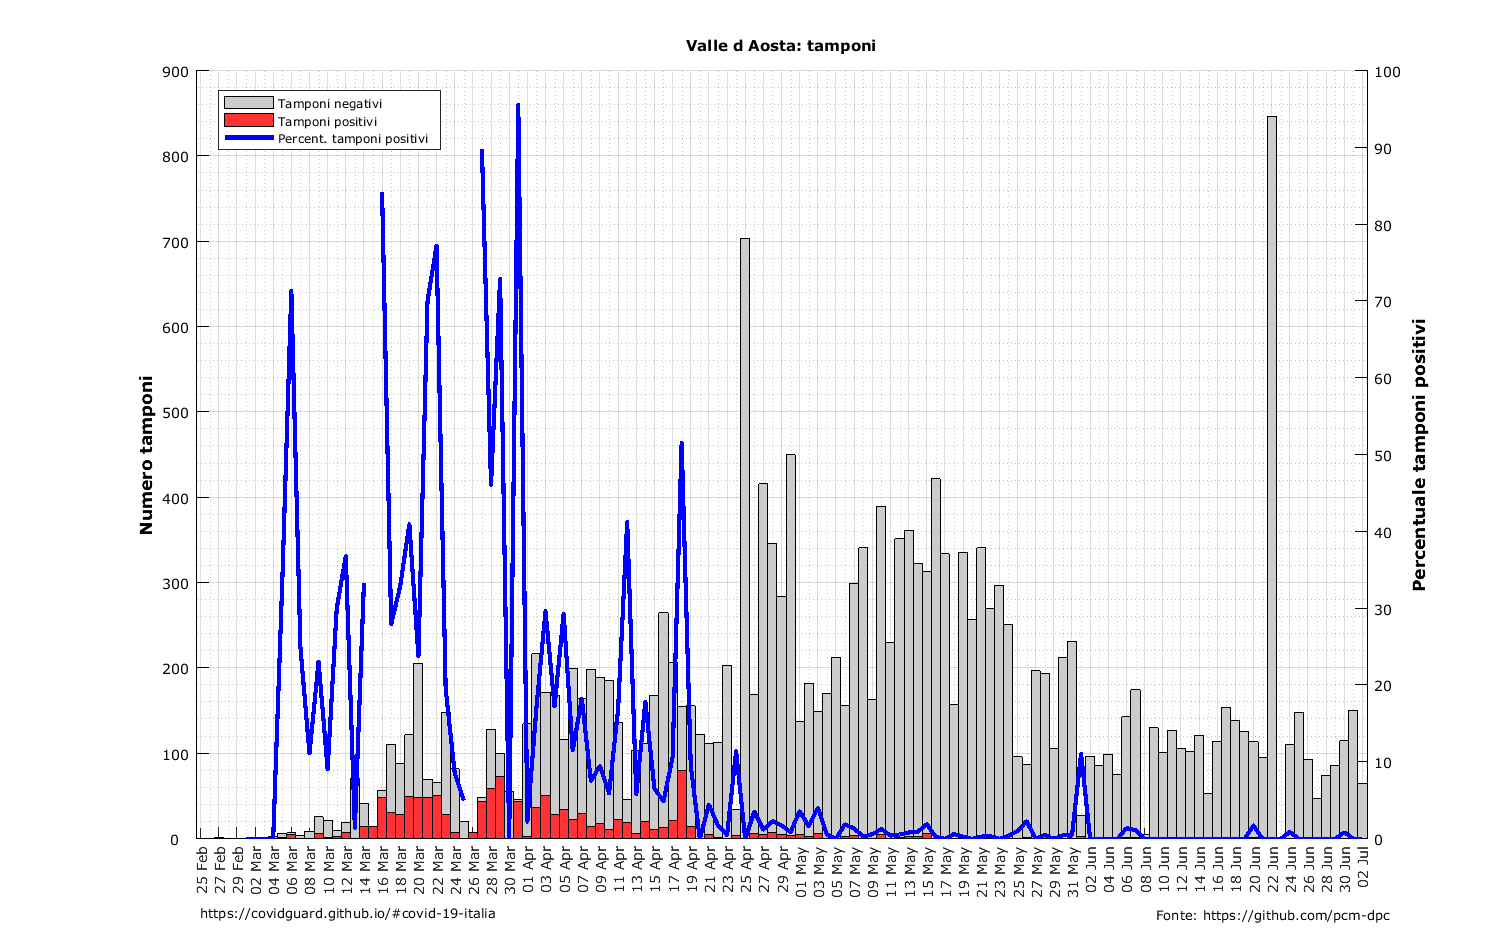 Valle d Aosta: tamponi
Tamponi negativi
Tamponi positivi
Percent. tamponi positivi
Numero tamponi
900
800
700
600
500
400
300
200
100
0
100
90
80
70
60
50
40
30
20
10
0
Percentuale tamponi positivi
25 Feb
27 Feb
29 Feb
02 Mar
04 Mar
06 Mar
08 Mar
10 Mar
12 Mar
14 Mar
16 Mar
18 Mar
20 Mar
22 Mar
24 Mar
26 Mar
28 Mar
30 Mar
01 Apr
03 Apr
05 Apr
07 Apr
09 Apr
11 Apr
13 Apr
15 Apr
17 Apr
19 Apr
21 Apr
23 Apr
25 Apr
27 Apr
29 Apr
01 May
03 May
05 May
07 May
09 May
11 May
13 May
15 May
17 May
19 May
21 May
23 May
25 May
27 May
29 May
31 May
02 Jun
04 Jun
06 Jun
08 Jun
10 Jun
12 Jun
14 Jun
16 Jun
18 Jun
20 Jun
22 Jun
24 Jun
26 Jun
28 Jun
30 Jun
02 Jul
https://covidguard.github.io/#covid-19-italia
Fonte: https://github.com/pcm-dpc